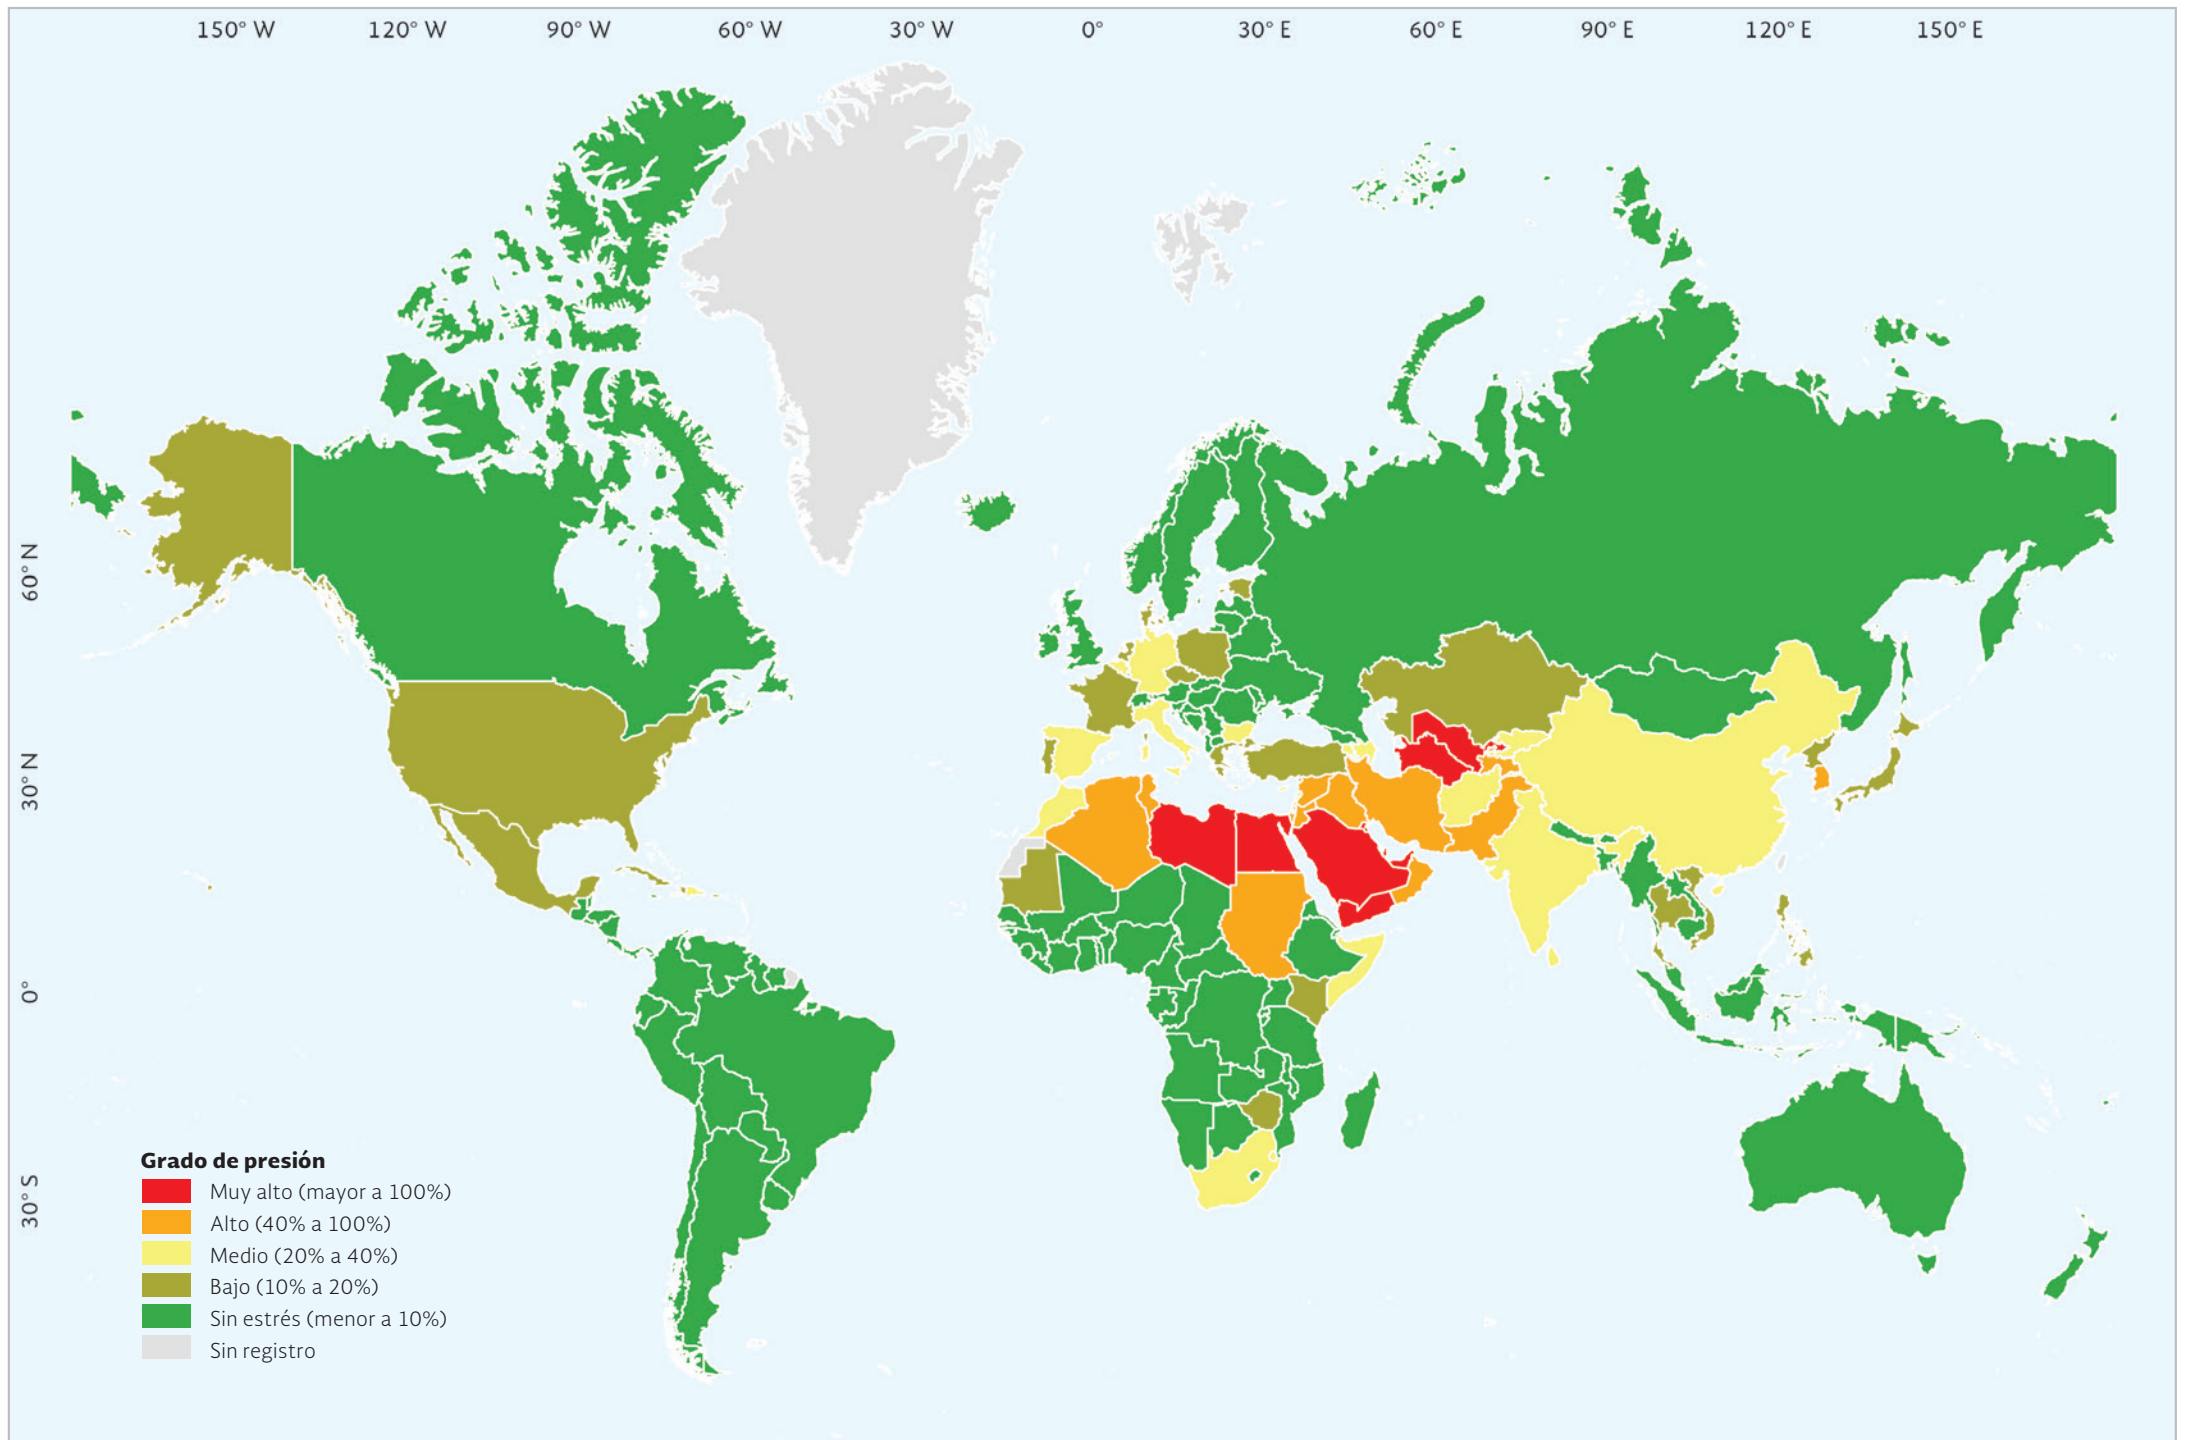 150° W 120° W 90° W 60° W 30° W 0° 30° E 60° E 90° E 120° E 150° E
60° N
30° N
0°
30° S
Grado de presión
Muy alto (mayor a 100%)
Alto (40% a 100%)
Medio (20% a 40%)
Bajo (10% a 20%)
Sin estrés (menor a 10%)
Sin registro